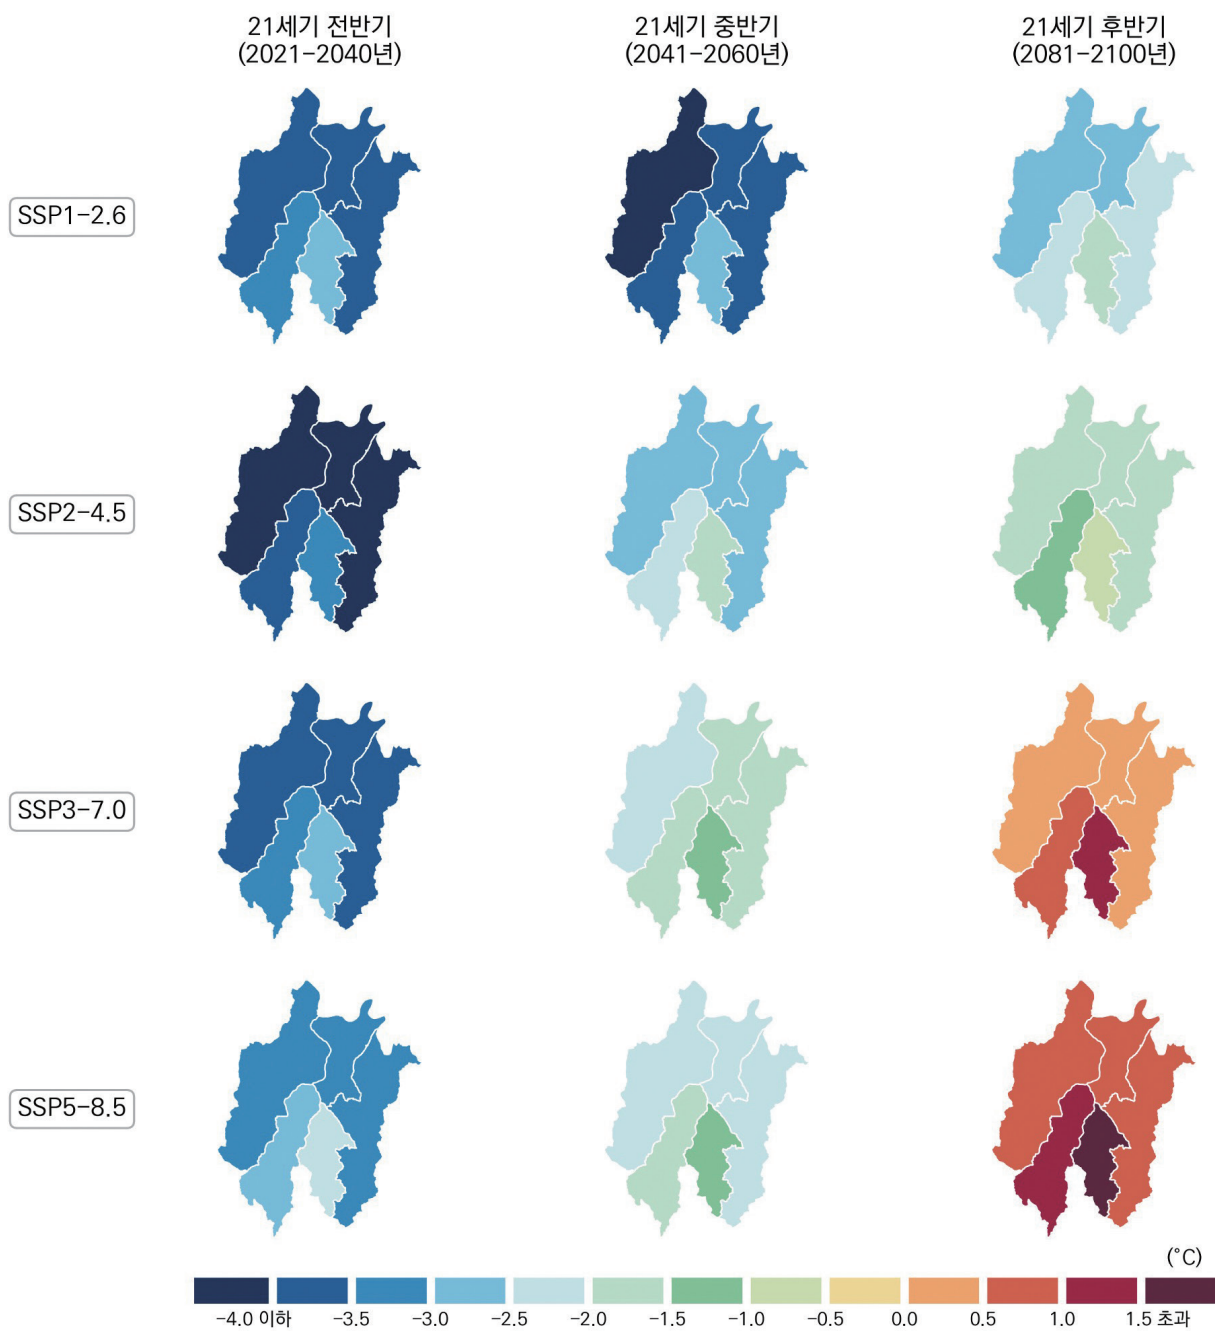 21세기 전반기
(2021-2040년)
21세기 중반기
(2041-2060년)
21세기 후반기
(2081-2100년)
SSP1-2.6
SSP2-4.5
SSP3-7.0
SSP5-8.5
(°C)
-4.0 이하 -3.5 -3.0 -2.5 -2.0 -1.5 -1.0 -0.5 0.0 0.5 1.0 1.5 초과